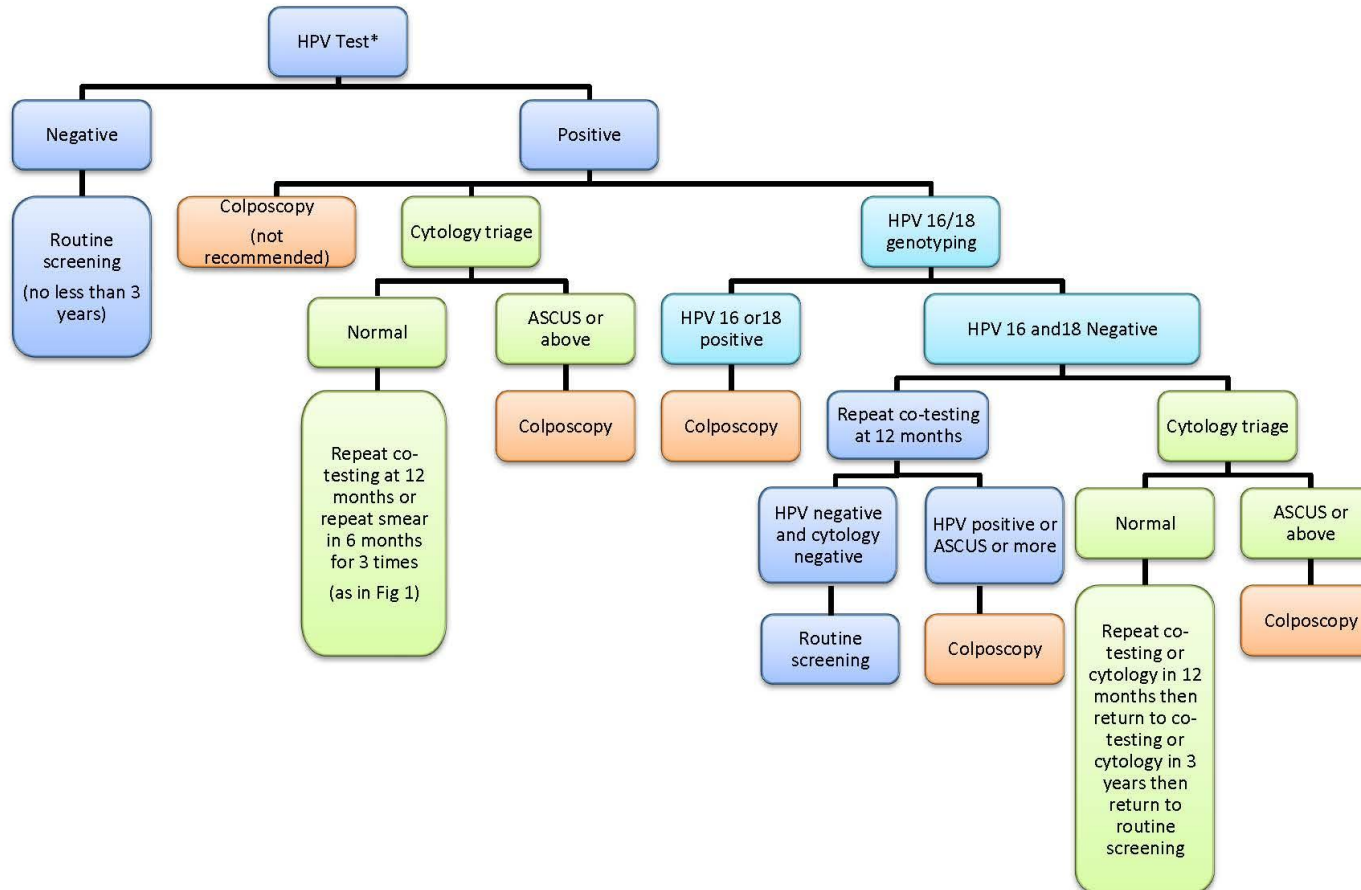 HPV Test*
Negative
Positive
Routine
screening
(no less than 3
years)
Colposcopy
(not
recommended)
Cytology triage
HPV 16/18
genotyping
Normal
ASCUS or
above
HPV 16 or18
positive
HPV 16 and18 Negative
Repeat co-
testing at 12
months or
repeat smear
in 6 months
for 3 times
(as in Fig 1)
Colposcopy
Colposcopy
Repeat co-testing
at 12 months
Cytology triage
HPV negative
and cytology
negative
HPV positive or
ASCUS or more
Normal
ASCUS or
above
Routine
screening
Colposcopy
Repeat co-
testing or
cytology in 12
months then
return to co-
testing or
cytology in 3
years then
return to
routine
screening
Colposcopy